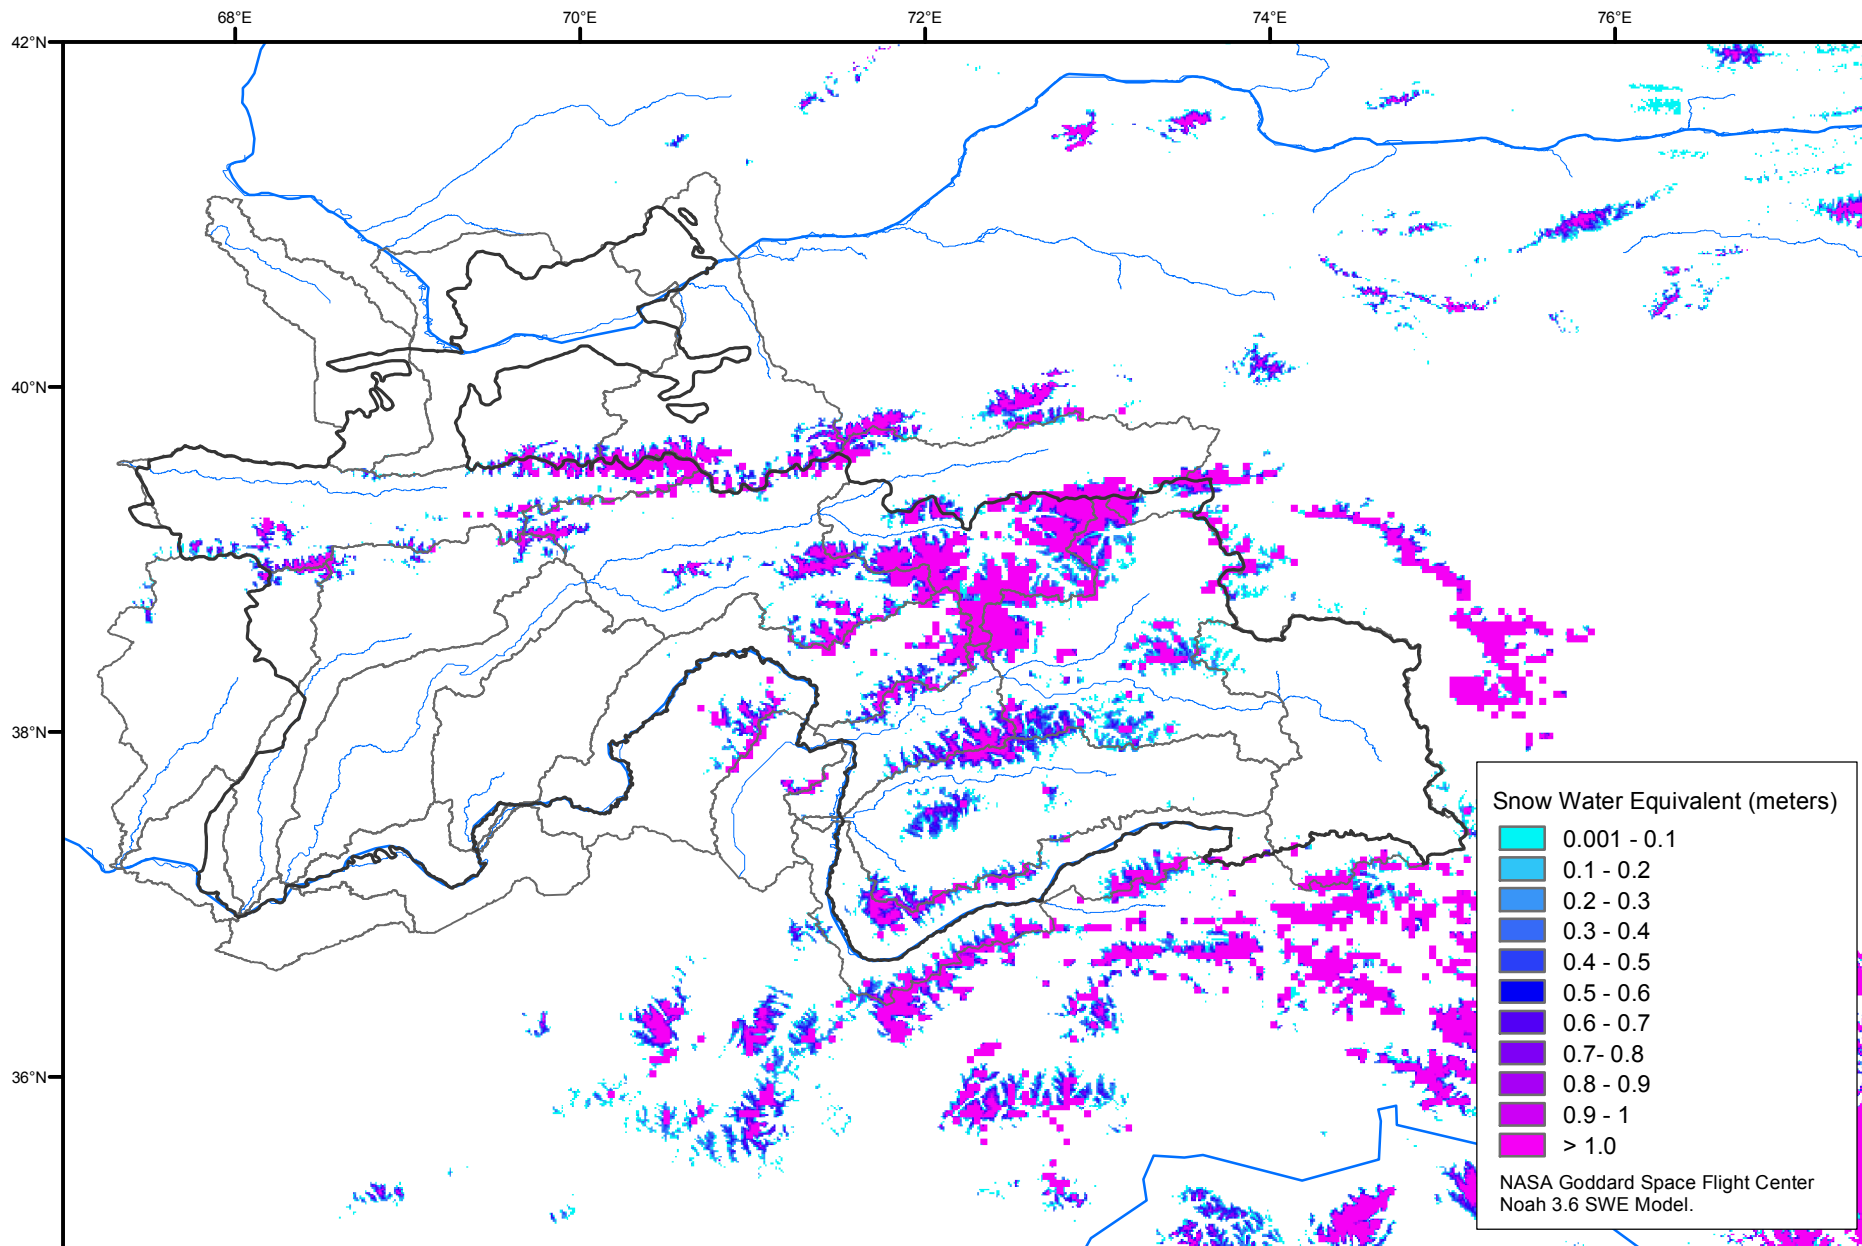 68°E
70°E
72°E
74°E
76°E
42°N
40°N
38°N
36°N
Snow Water Equivalent (meters)
0.001 - 0.1
0.1 - 0.2
0.2 - 0.3
0.3 - 0.4
0.4 - 0.5
0.5 - 0.6
0.6 - 0.7
0.7- 0.8
0.8 - 0.9
0.9 - 1
> 1.0
NASA Goddard Space Flight Center
Noah 3.6 SWE Model.